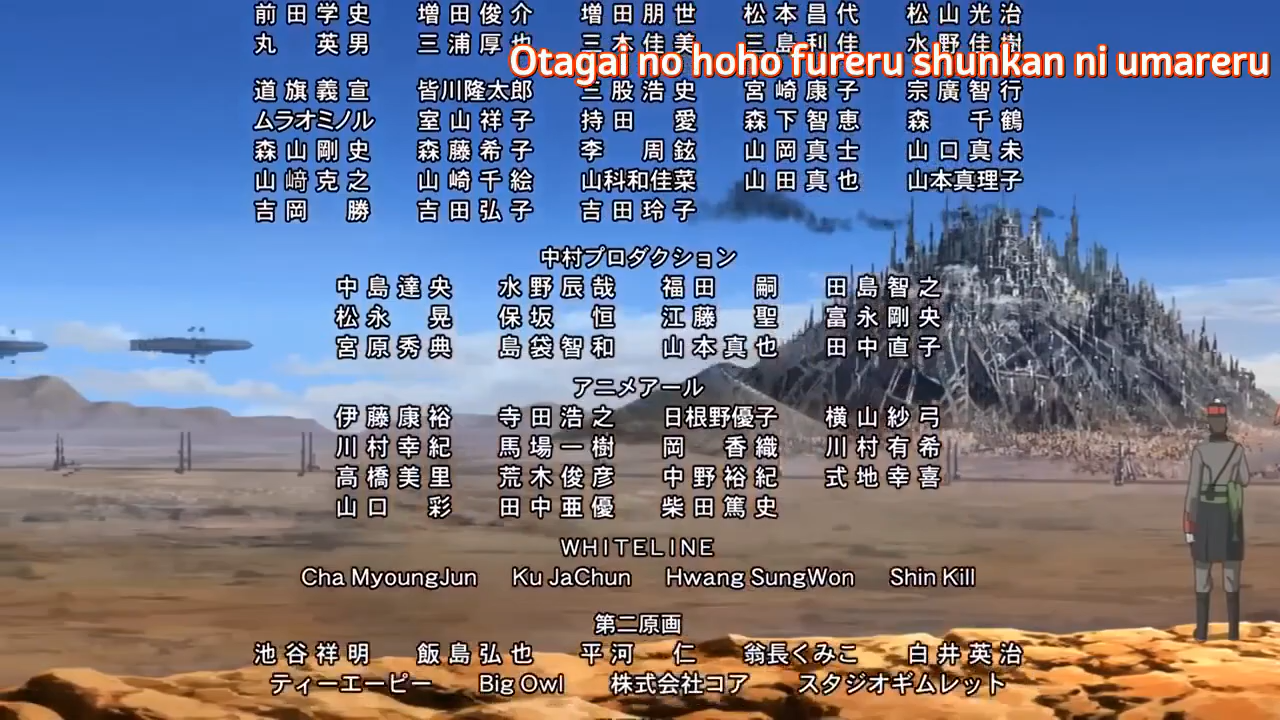 前田学史 増田俊介 増田朋世 松本昌代 松山光治
丸 英男 三浦厚也 三木佳美 三島利佳 水野佳樹
Otagai no hoho fureru shunkan ni umareru
道旗義宣 皆川隆太郎 三股浩史 宮崎康子 宗廣智行
ムラオミノル 室山祥子 持田 愛 森下智恵 森 千鶴
森山剛史 森藤希子 李 周鉉 山岡真士 山口真未
山﨑克之 山崎千絵 山科和佳菜 山田真也 山本真理子
吉岡 勝 吉田弘子 吉田玲子
中村プロダクション
中島達央 水野辰哉 福田 嗣 田島智之
松永 晃 保坂 恒 江藤 聖 富永剛央
宮原秀典 島袋智和 山本真也 田中直子
アニメアール
伊藤康裕 寺田浩之 日根野優子 横山紗弓
川村幸紀 馬場一樹 岡 香織 川村有希
高橋美里 荒木俊彦 中野裕紀 式地幸喜
山口 彩 田中亜優 柴田篤史
WHITELINE
Cha MyoungJun Ku JaChun Hwang SungWon Shin Kill
第二原画
池谷祥明 飯島弘也 平河 仁 翁長くみこ 白井英治
ティーエーピー Big Owl 株式会社コア スタジオギムレット